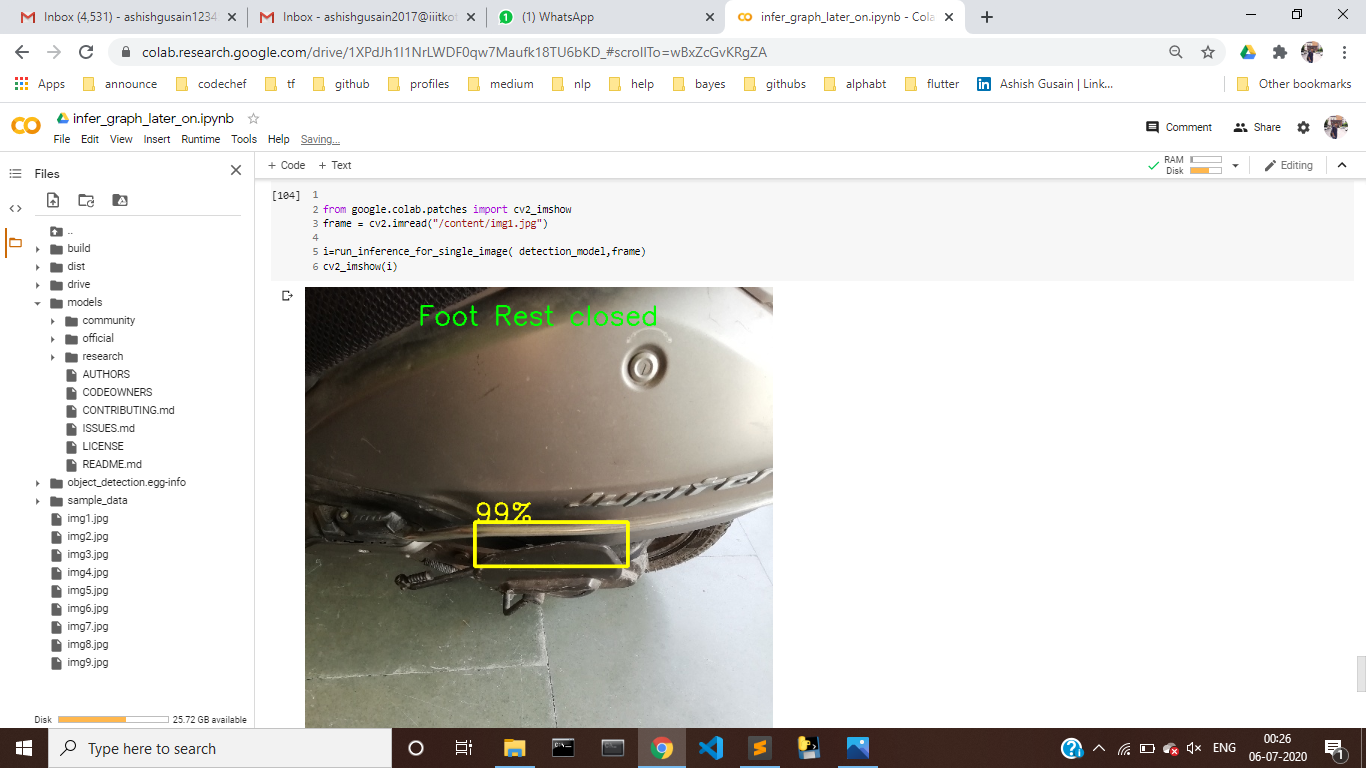 Inbox (4,531) - ashishgusain1234
Inbox - ashishgusain2017@iiitkot
(1) WhatsApp
infer_graph_later_on.ipynb - Cola
colab.research.google.com/drive/1XPdJh1I1NrLWDF0qw7Maufk18TU6bKD_#scrollTo=wBxZcGvKRgZA
Apps announce codechef tf github profiles medium nlp help bayes githubs alphabt flutter Ashish Gusain | Link... Other bookmarks
infer_graph_later_on.ipynb
File Edit View Insert Runtime Tools Help Saving...
Comment Share
Files
+ Code + Text
RAM
Disk
Editing
..
build
dist
drive
models
community
official
research
AUTHORS
CODEOWNERS
CONTRIBUTING.md
ISSUES.md
LICENSE
README.md
object_detection.egg-info
sample_data
img1.jpg
img2.jpg
img3.jpg
img4.jpg
img5.jpg
img6.jpg
img7.jpg
img8.jpg
img9.jpg
Disk 25.72 GB available
[104] 1
2 from google.colab.patches import cv2_imshow
3 frame = cv2.imread("/content/img1.jpg")
4
5 i=run_inference_for_single_image( detection_model,frame)
6 cv2_imshow(i)
Foot Rest closed
JUPITER
99%
Type here to search
ENG
00:26
06-07-2020
1